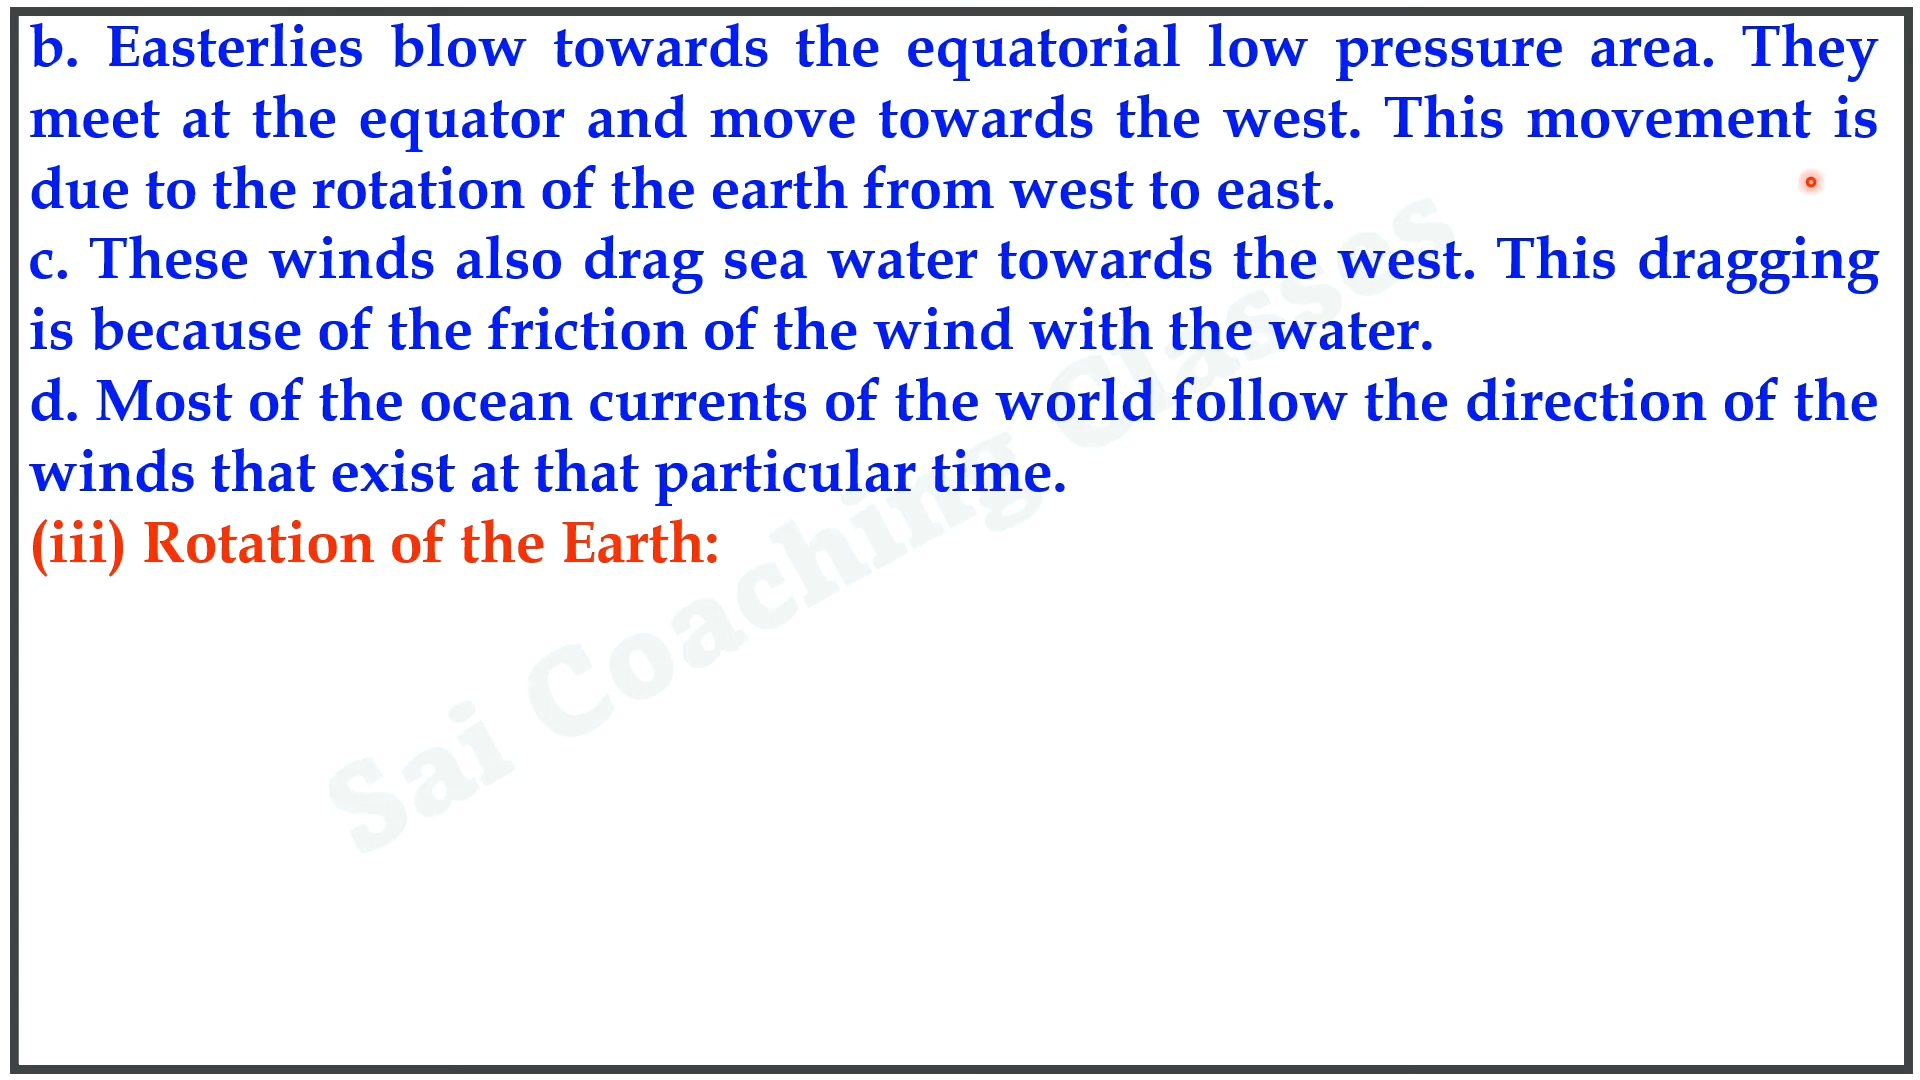 b. Easterlies blow towards the equatorial low pressure area. They
meet at the equator and move towards the west. This movement is
due to the rotation of the earth from west to east.
c. These winds also drag sea water towards the west. This dragging
is because of the friction of the wind with the water.
d. Most of the ocean currents of the world follow the direction of the
winds that exist at that particular time.
(iii) Rotation of the Earth:
Sai Coaching Classes